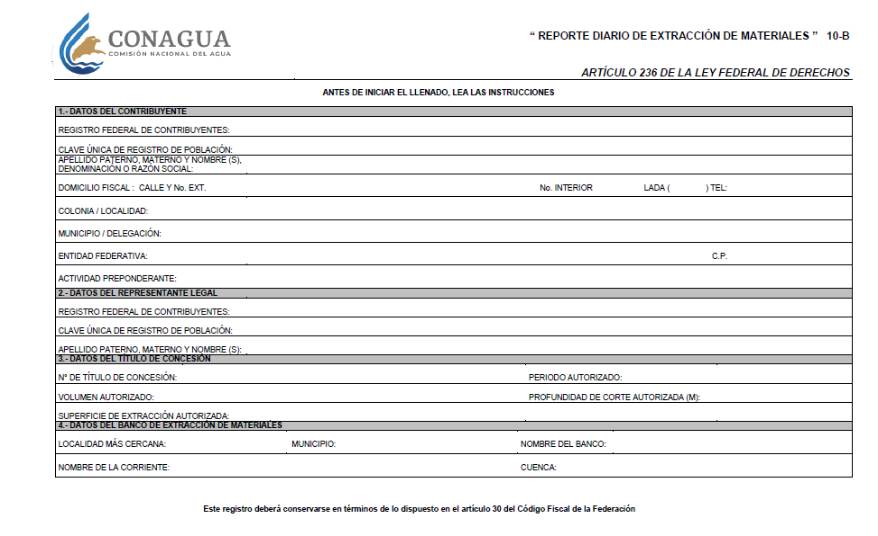 CONAGUA
COMISIÓN NACIONAL DEL AGUA
“ REPORTE DIARIO DE EXTRACCIÓN DE MATERIALES ” 10-B
ARTÍCULO 236 DE LA LEY FEDERAL DE DERECHOS
ANTES DE INICIAR EL LLENADO, LEA LAS INSTRUCCIONES
1.- DATOS DEL CONTRIBUYENTE
REGISTRO FEDERAL DE CONTRIBUYENTES:
CLAVE ÚNICA DE REGISTRO DE POBLACIÓN:
APELLIDO PATERNO, MATERNO Y NOMBRE (S),
DENOMINACIÓN O RAZÓN SOCIAL:
DOMICILIO FISCAL : CALLE Y No. EXT. No. INTERIOR LADA ( ) TEL:
COLONIA / LOCALIDAD:
MUNICIPIO / DELEGACIÓN:
ENTIDAD FEDERATIVA: C.P.
ACTIVIDAD PREPONDERANTE:
2.- DATOS DEL REPRESENTANTE LEGAL
REGISTRO FEDERAL DE CONTRIBUYENTES:
CLAVE ÚNICA DE REGISTRO DE POBLACIÓN:
APELLIDO PATERNO, MATERNO Y NOMBRE (S):
3.- DATOS DEL TÍTULO DE CONCESIÓN
N° DE TÍTULO DE CONCESIÓN: PERIODO AUTORIZADO:
VOLUMEN AUTORIZADO: PROFUNDIDAD DE CORTE AUTORIZADA (M):
SUPERFICIE DE EXTRACCIÓN AUTORIZADA:
4.- DATOS DEL BANCO DE EXTRACCIÓN DE MATERIALES
LOCALIDAD MÁS CERCANA: MUNICIPIO: NOMBRE DEL BANCO:
NOMBRE DE LA CORRIENTE: CUENCA:
Este registro deberá conservarse en términos de lo dispuesto en el artículo 30 del Código Fiscal de la Federación